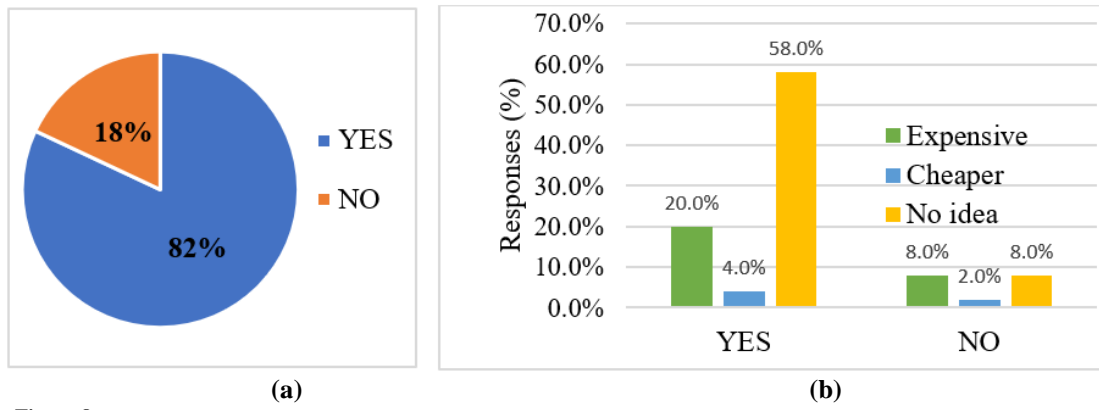 18%
82%
YES
NO
(a)
Responses (%)
70.0%
60.0%
50.0%
40.0%
30.0%
20.0%
10.0%
0.0%
20.0%
4.0%
58.0%
8.0%
2.0%
8.0%
Expensive
Cheaper
No idea
YES
NO
(b)